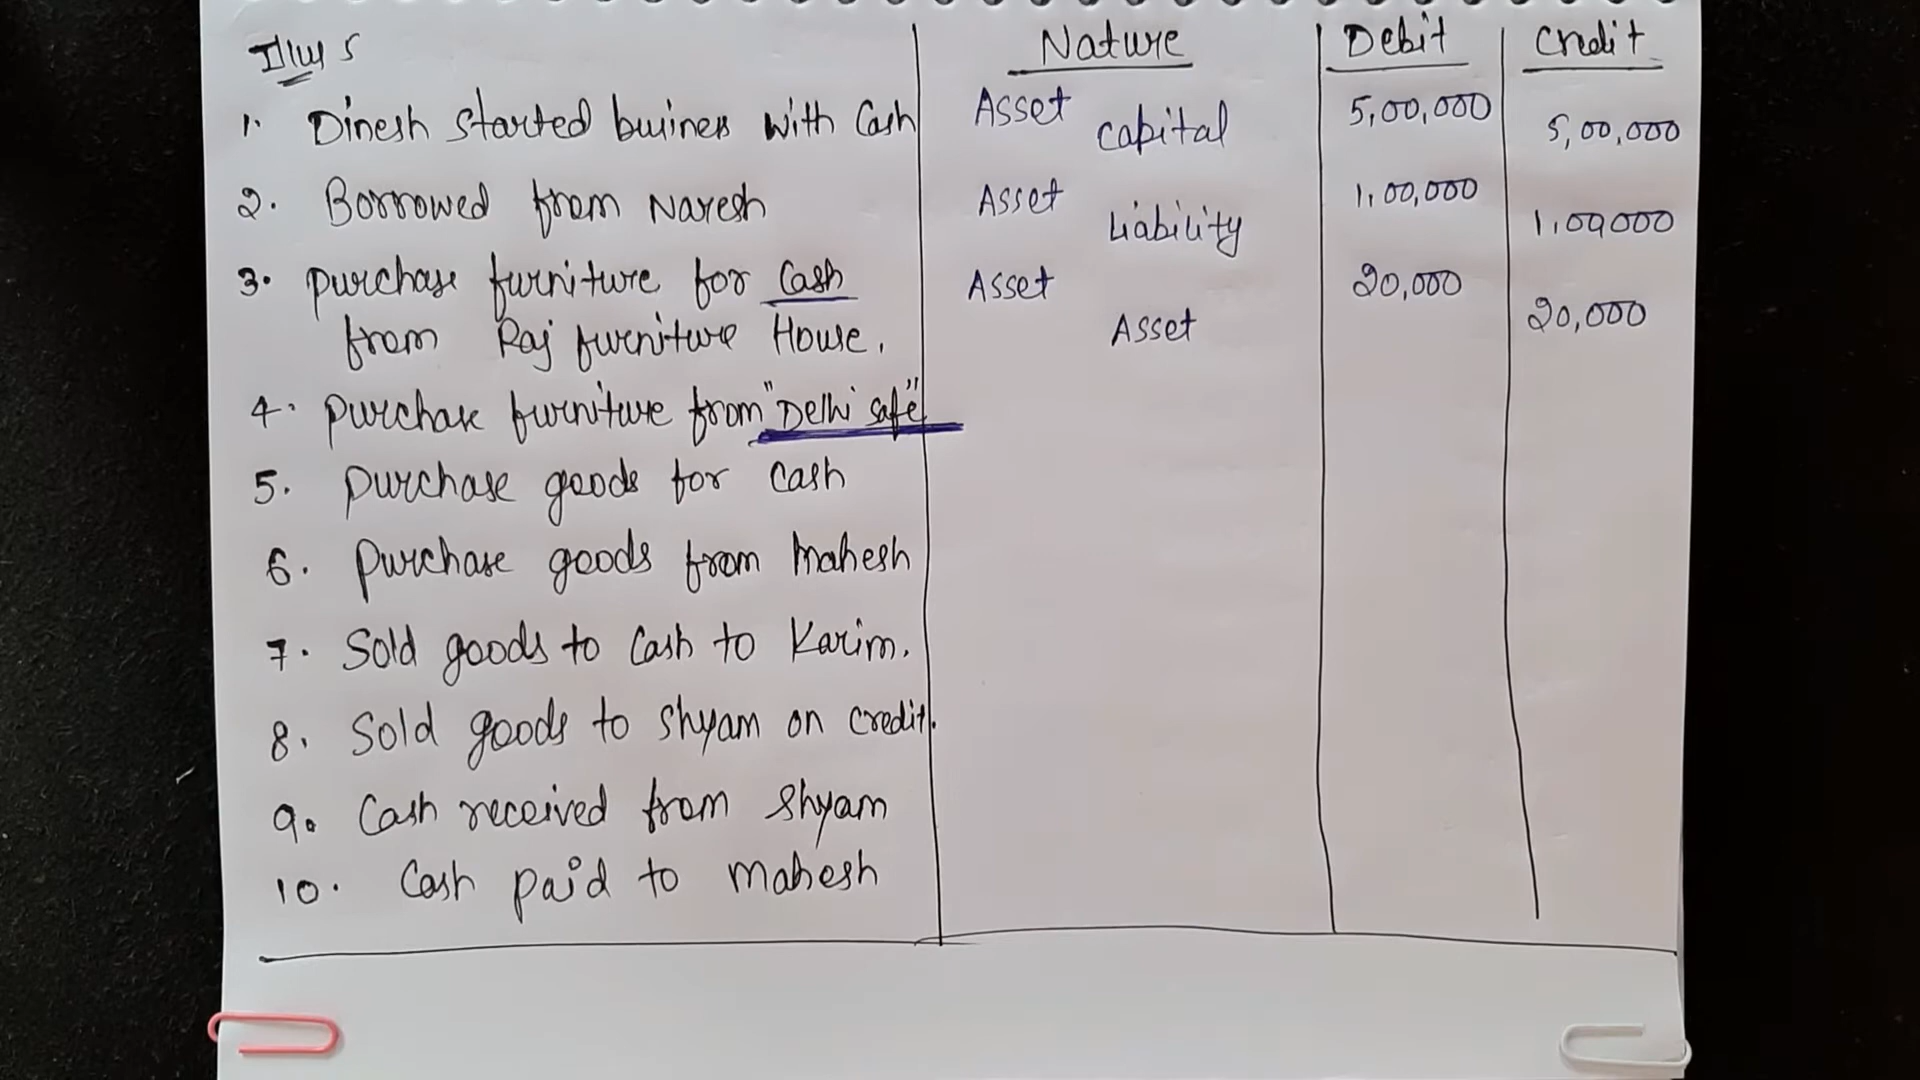 Illus 5 Nature Debit Credit
1. Dinesh started business with Cash Asset Capital 5,00,000 5,00,000
2. Borrowed from Naresh Asset Liability 1,00,000 1,00,000
3. Purchase furniture for Cash Asset 20,000
from Raj furniture House. Asset 20,000
4. Purchase furniture from "Delhi Safe"
5. Purchase goods for Cash
6. Purchase goods from Mahesh
7. Sold goods to Cash to Karim.
8. Sold goods to Shyam on credit.
9. Cash received from Shyam
10. Cash paid to Mahesh